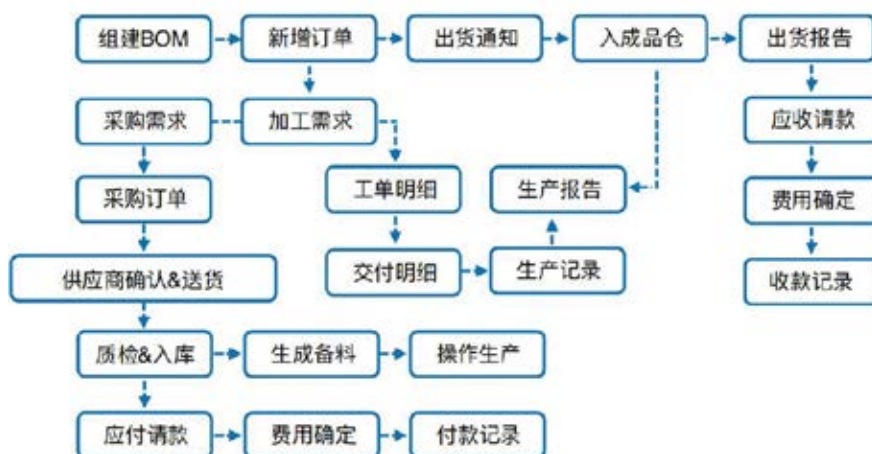 组建BOM
新增订单
出货通知
入成品仓
出货报告
采购需求
加工需求
应收请款
采购订单
工单明细
生产报告
费用确定
供应商确认&送货
交付明细
生产记录
收款记录
质检&入库
生成备料
操作生产
应付请款
费用确定
付款记录